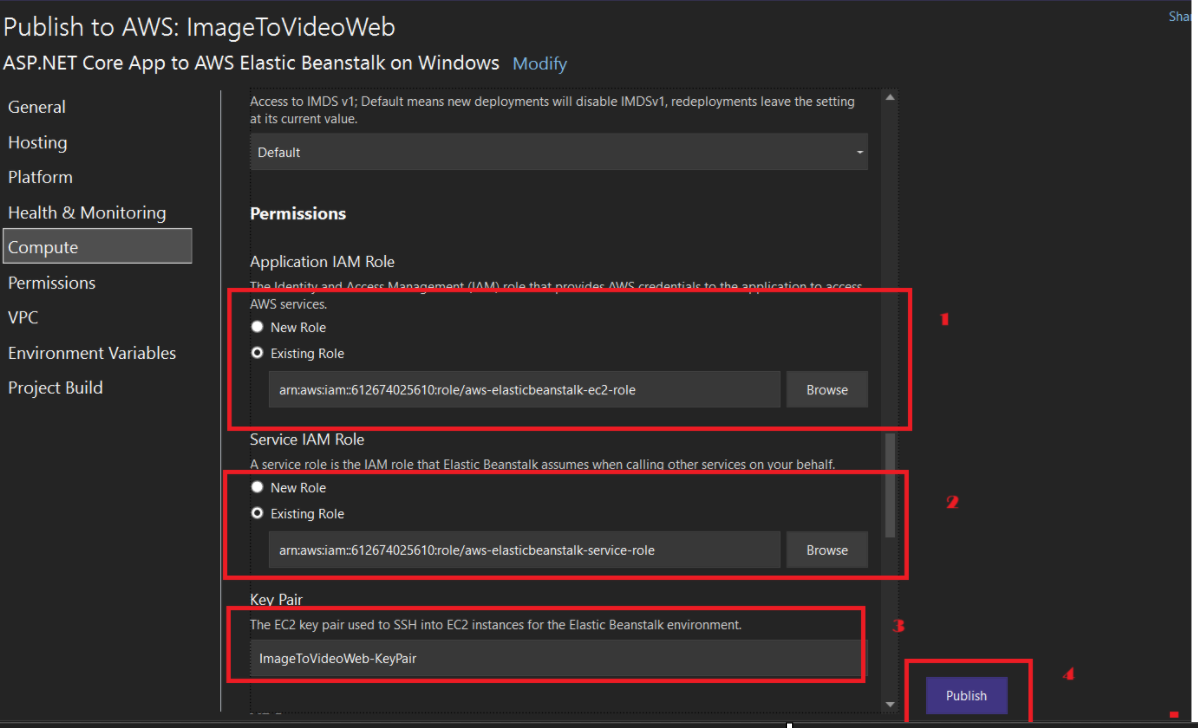 Publish to AWS: ImageToVideoWeb
Shar
ASP.NET Core App to AWS Elastic Beanstalk on Windows Modify
General
Hosting
Platform
Health & Monitoring
Compute
Permissions
VPC
Environment Variables
Project Build
Access to IMDS v1; Default means new deployments will disable IMDSv1, redeployments leave the setting
at its current value.
Default
Permissions
Application IAM Role
The Identity and Access Management (IAM) role that provides AWS credentials to the application to access
AWS services.
New Role
Existing Role
arn:aws:iam::612674025610:role/aws-elasticbeanstalk-ec2-role
Browse
1
Service IAM Role
A service role is the IAM role that Elastic Beanstalk assumes when calling other services on your behalf.
New Role
Existing Role
arn:aws:iam::612674025610:role/aws-elasticbeanstalk-service-role
Browse
2
Key Pair
The EC2 key pair used to SSH into EC2 instances for the Elastic Beanstalk environment.
ImageToVideoWeb-KeyPair
3
Publish
4